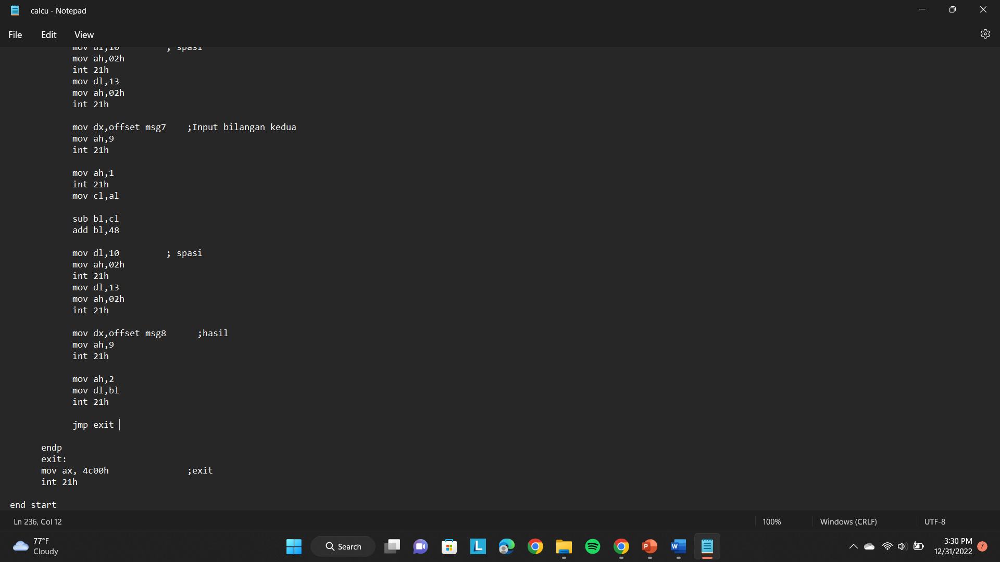 calcu - Notepad
File Edit View
mov dl,10 ; spasi
mov ah,02h
int 21h
mov dl,13
mov ah,02h
int 21h
mov dx,offset msg7 ;Input bilangan kedua
mov ah,9
int 21h
mov ah,1
int 21h
mov cl,al
sub bl,cl
add bl,48
mov dl,10 ; spasi
mov ah,02h
int 21h
mov dl,13
mov ah,02h
int 21h
mov dx,offset msg8 ;hasil
mov ah,9
int 21h
mov ah,2
mov dl,bl
int 21h
jmp exit
endp
exit:
mov ax, 4c00h ;exit
int 21h
end start
Ln 236, Col 12 100% Windows (CRLF) UTF-8
77°F
Cloudy
Search
L
P
W
3:30 PM
12/31/2022
7